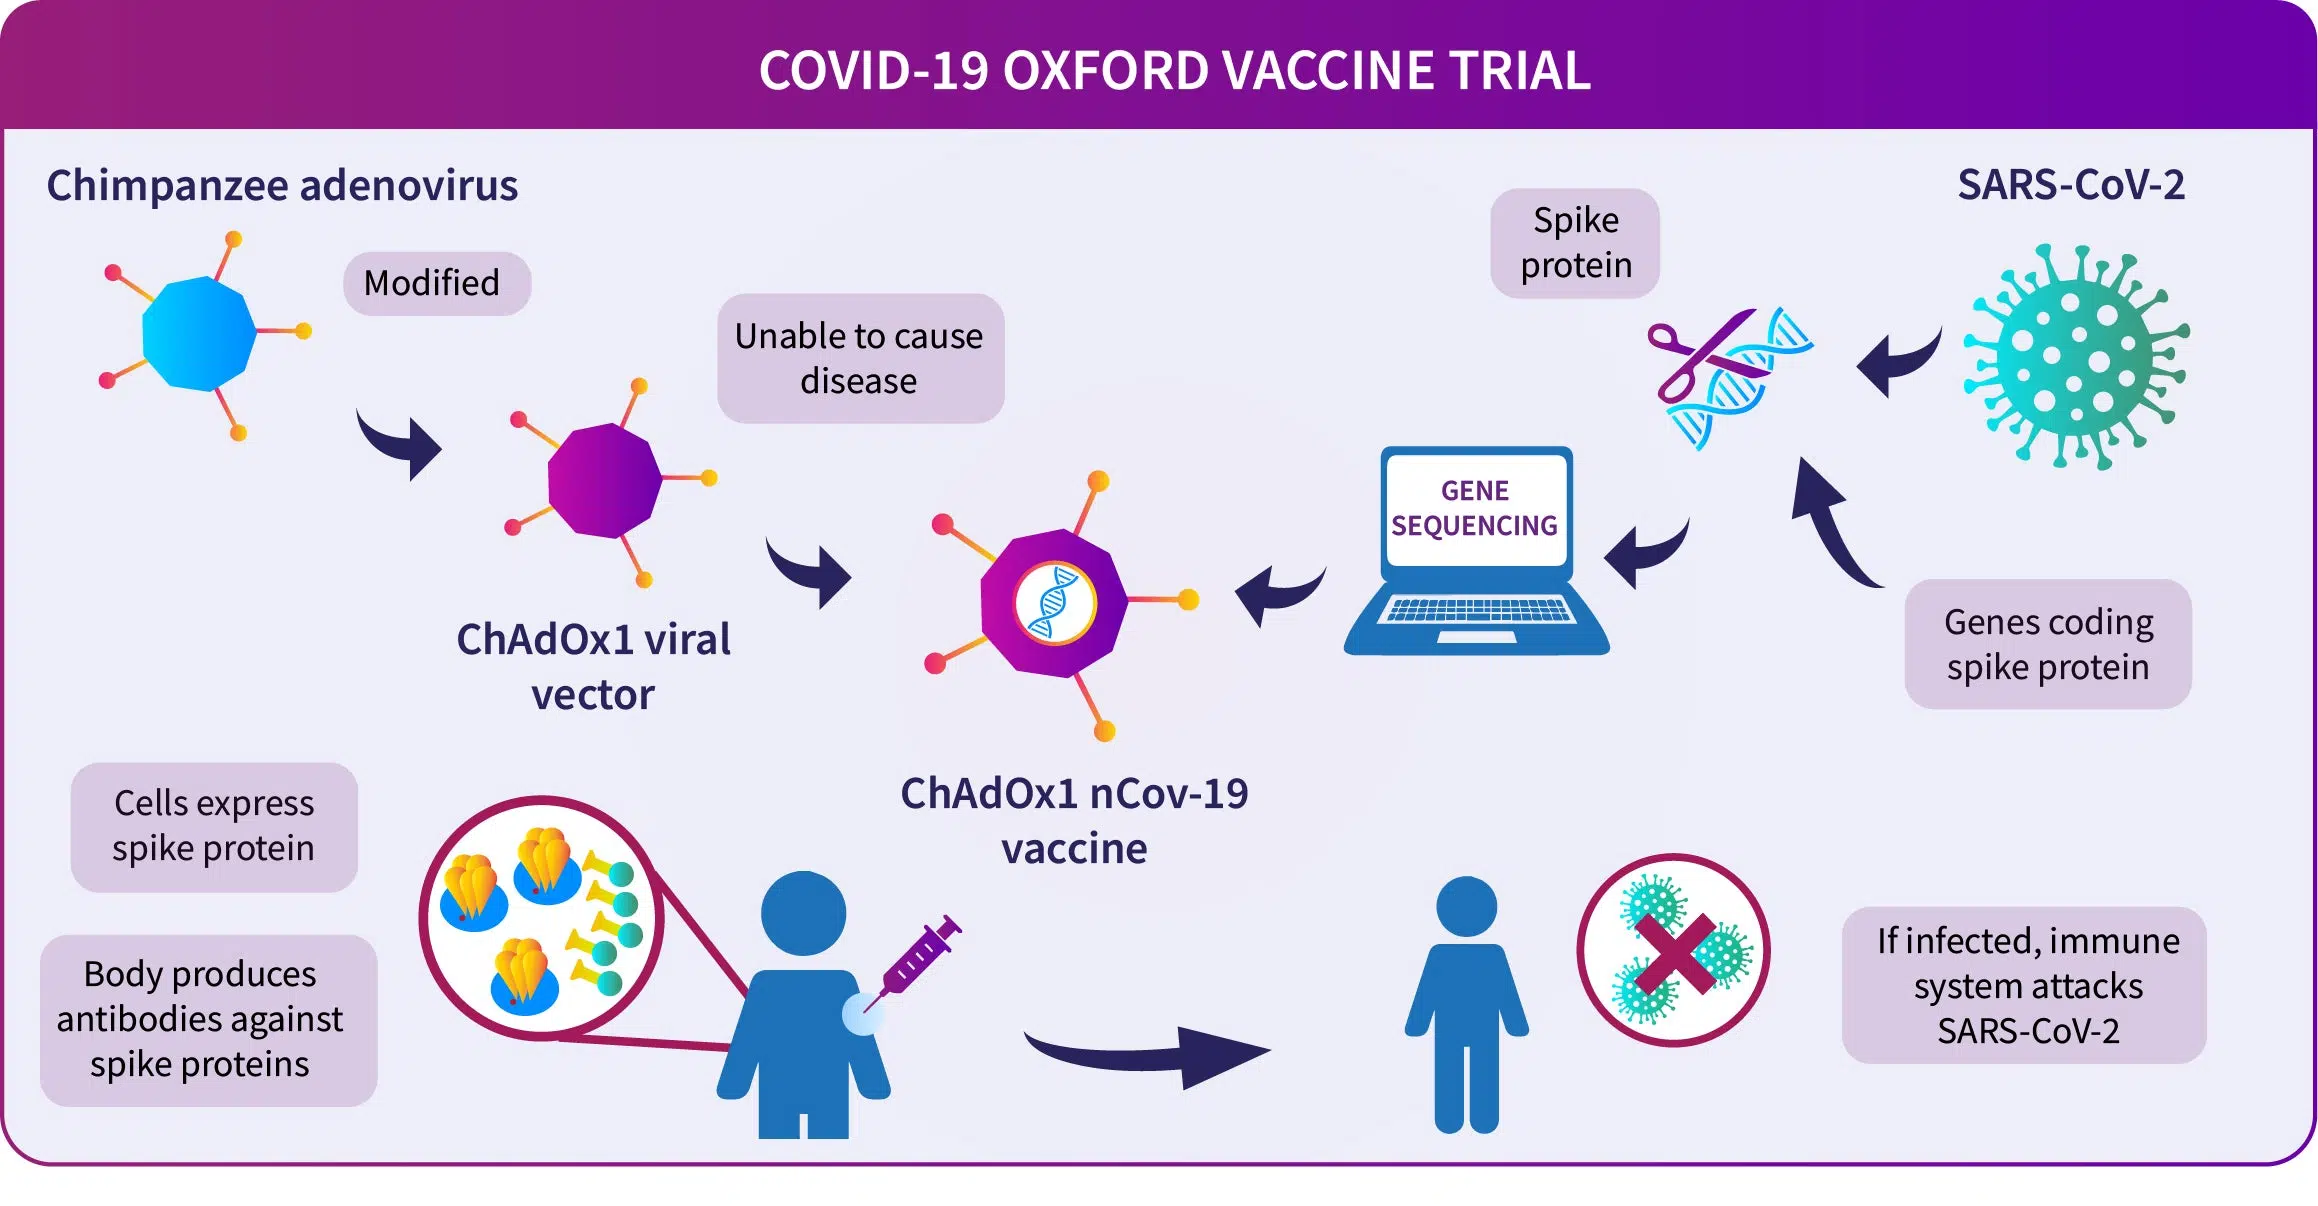 COVID-19 OXFORD VACCINE TRIAL
Chimpanzee adenovirus
Modified
Unable to cause
disease
ChAdOx1 viral
vector
ChAdOx1 nCov-19
vaccine
Spike
protein
SARS-CoV-2
GENE
SEQUENCING
Genes coding
spike protein
Cells express
spike protein
Body produces
antibodies against
spike proteins
If infected, immune
system attacks
SARS-CoV-2